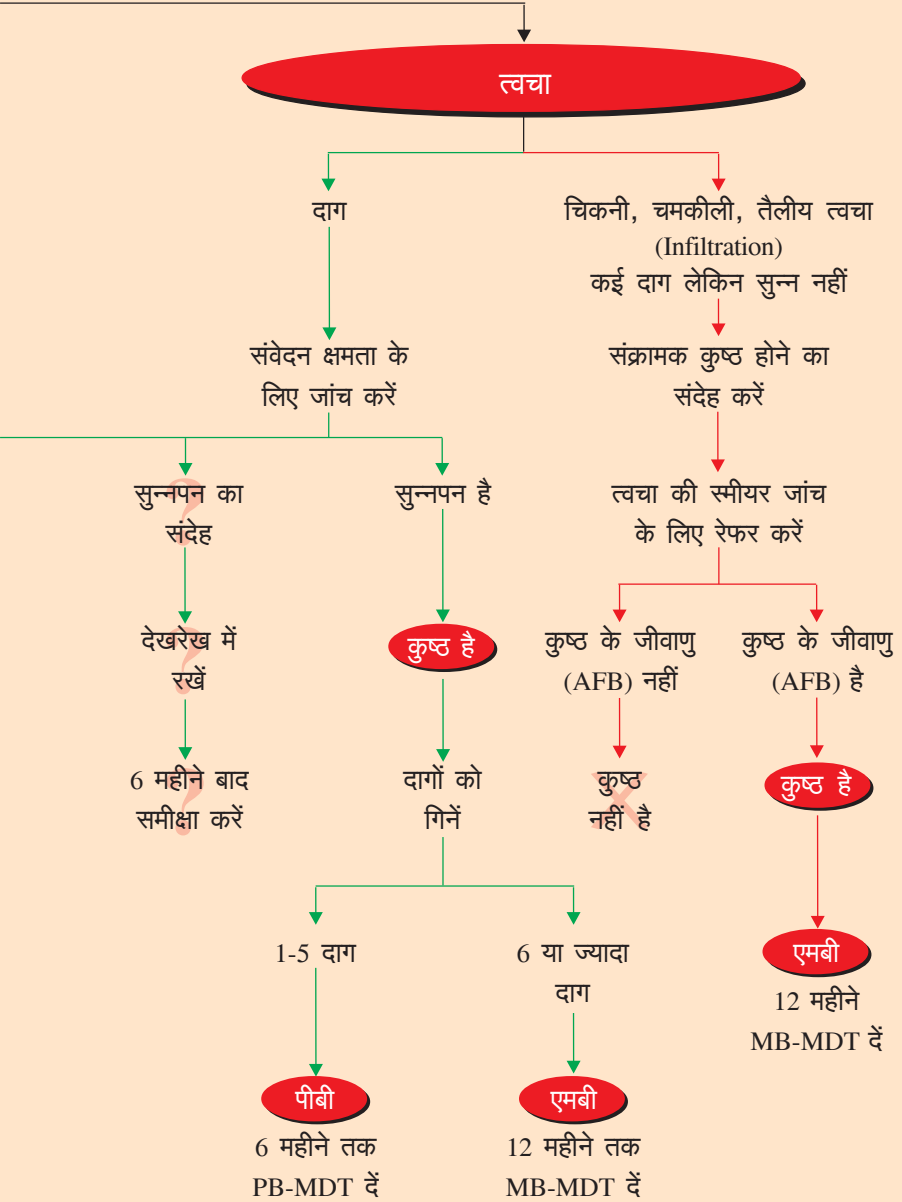 त्वचा
दाग
चिकनी, चमकीली, तैलीय त्वचा
(Infiltration)
कई दाग लेकिन सुन्न नहीं
संवेदन क्षमता के
लिए जांच करें
संक्रामक कुष्ठ होने का
संदेह करें
?
सुन्नपन का
संदेह
सुन्नपन है
त्वचा की स्मीयर जांच
के लिए रेफर करें
?
देखरेख में
रखें
कुष्ठ है
कुष्ठ के जीवाणु
(AFB) नहीं
कुष्ठ के जीवाणु
(AFB) है
?
6 महीने बाद
समीक्षा करें
दागों को
गिनें
कुष्ठ
नहीं है
कुष्ठ है
1-5 दाग
6 या ज्यादा
दाग
एमबी
12 महीने
MB-MDT दें
पीबी
6 महीने तक
PB-MDT दें
एमबी
12 महीने तक
MB-MDT दें